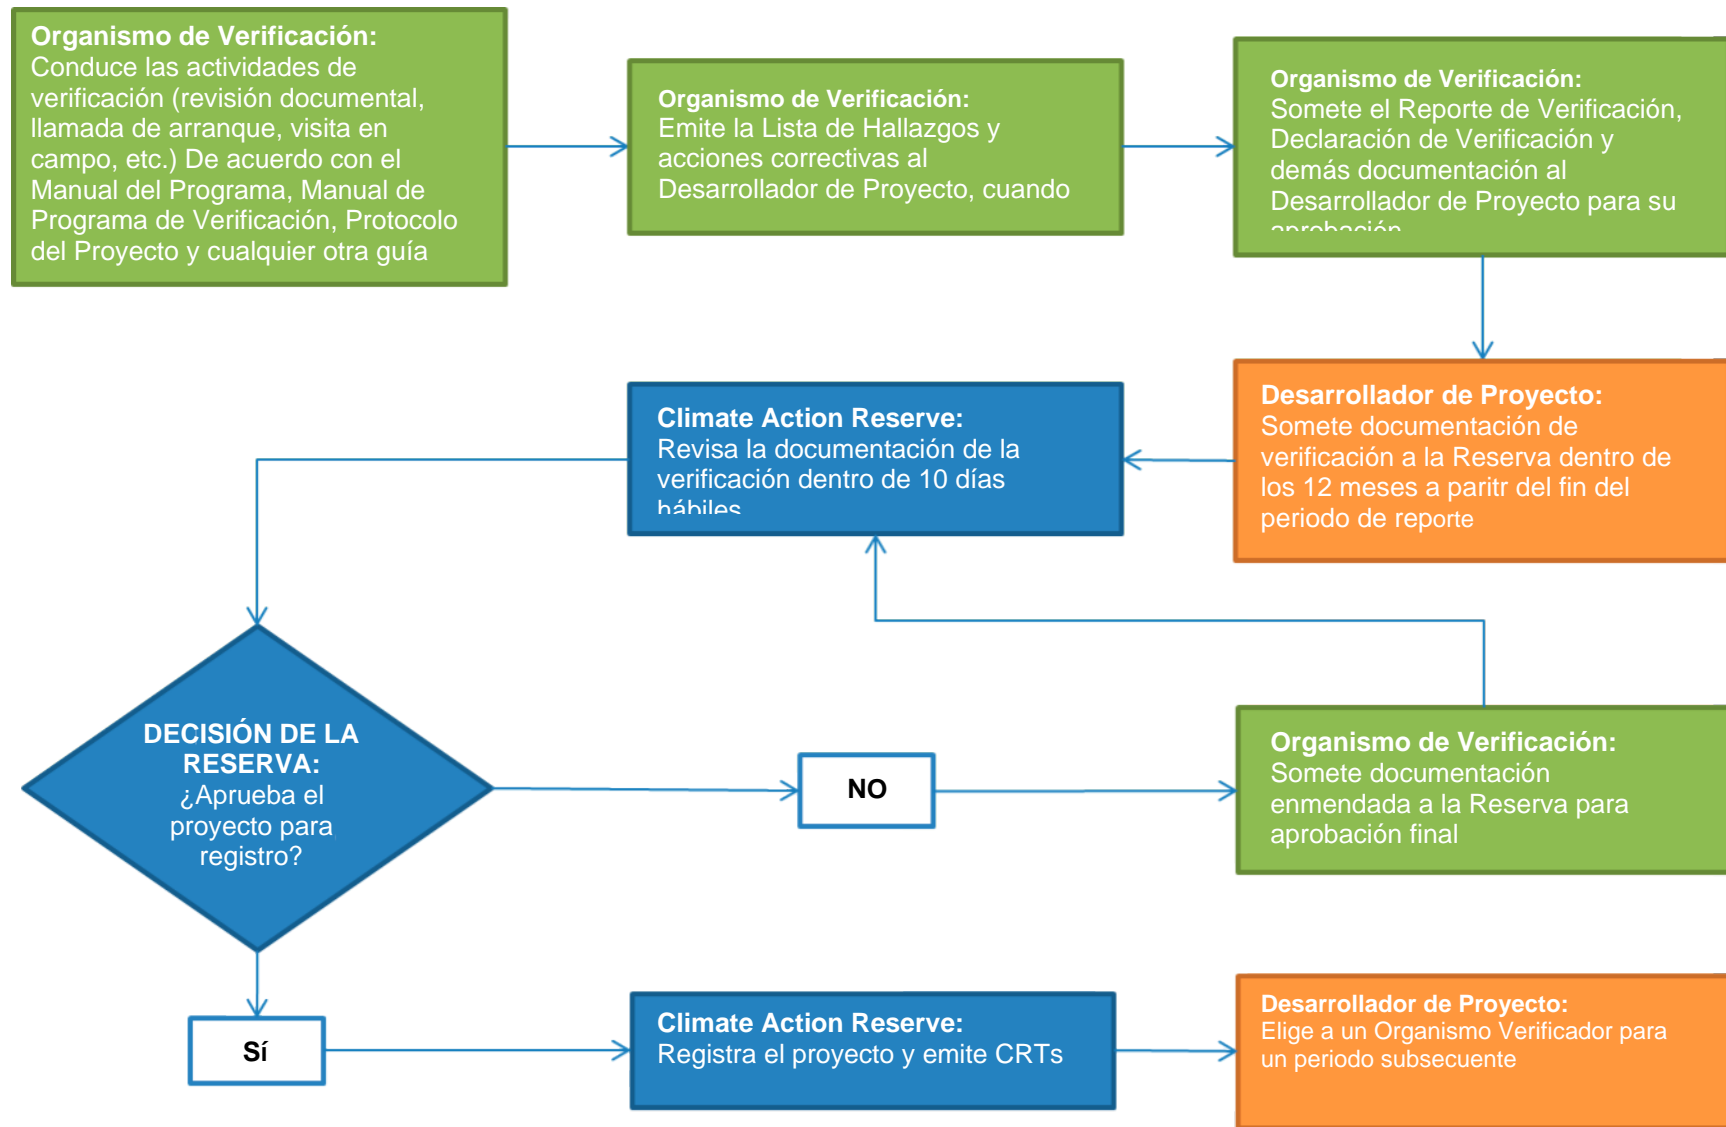 Organismo de Verificación:
Conduce las actividades de
verificación (revisión documental,
llamada de arranque, visita en
campo, etc.) De acuerdo con el
Manual del Programa, Manual de
Programa de Verificación, Protocolo
del Proyecto y cualquier otra guía
Organismo de Verificación:
Emite la Lista de Hallazgos y
acciones correctivas al
Desarrollador de Proyecto, cuando
Organismo de Verificación:
Somete el Reporte de Verificación,
Declaración de Verificación y
demás documentación al
Desarrollador de Proyecto para su
aprobación
Desarrollador de Proyecto:
Somete documentación de
verificación a la Reserva dentro de
los 12 meses a paritr del fin del
periodo de reporte
Climate Action Reserve:
Revisa la documentación de la
verificación dentro de 10 días
hábiles
DECISIÓN DE LA
RESERVA:
¿Aprueba el
proyecto para
registro?
NO
Organismo de Verificación:
Somete documentación
enmendada a la Reserva para
aprobación final
Sí
Climate Action Reserve:
Registra el proyecto y emite CRTs
Desarrollador de Proyecto:
Elige a un Organismo Verificador para
un periodo subsecuente